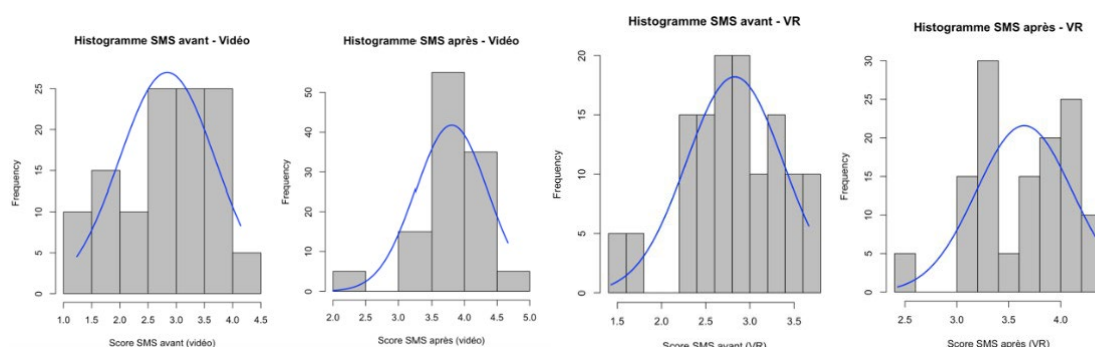 Histogramme SMS avant - Vidéo
Frequency
25
20
15
10
5
0
1.0 1.5 2.0 2.5 3.0 3.5 4.0 4.5
Score SMS avant (vidéo)
Histogramme SMS après - Vidéo
Frequency
50
40
30
20
10
0
2.0 2.5 3.0 3.5 4.0 4.5 5.0
Score SMS après (vidéo)
Histogramme SMS avant - VR
Frequency
20
15
10
5
0
1.5 2.0 2.5 3.0 3.5
Score SMS avant (VR)
Histogramme SMS après - VR
Frequency
30
25
20
15
10
5
0
2.5 3.0 3.5 4.0
Score SMS après (VR)